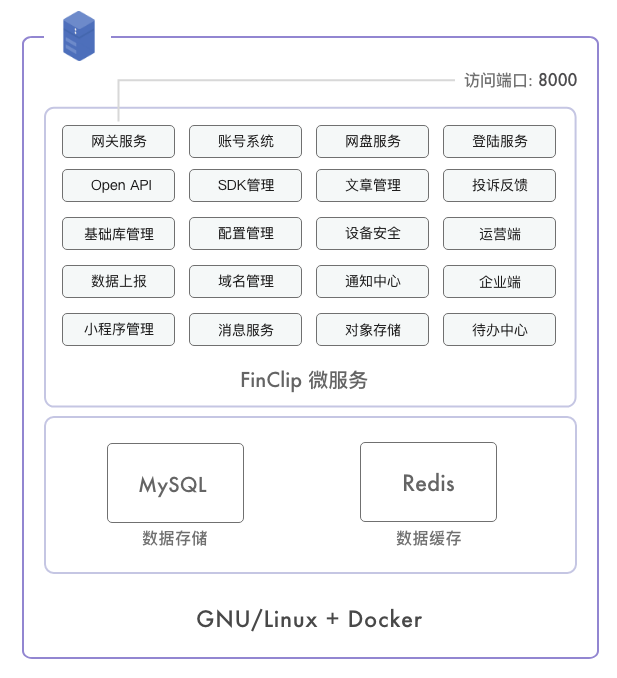 访问端口: 8000
网关服务 账号系统 网盘服务 登陆服务
Open API SDK管理 文章管理 投诉反馈
基础库管理 配置管理 设备安全 运营端
数据上报 域名管理 通知中心 企业端
小程序管理 消息服务 对象存储 待办中心
FinClip 微服务
MySQL Redis
数据存储 数据缓存
GNU/Linux + Docker